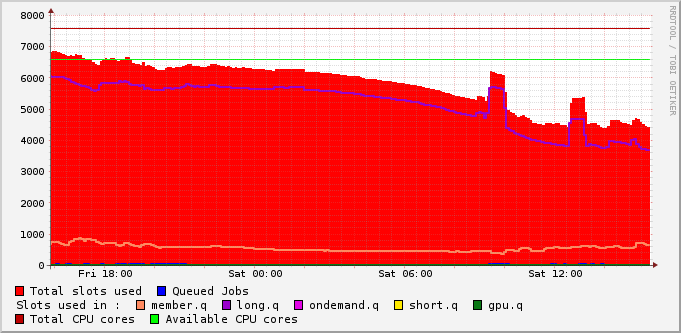 8000
7000
6000
5000
4000
3000
2000
1000
0
Fri 18:00 Sat 00:00 Sat 06:00 Sat 12:00
Total slots used Queued Jobs
Slots used in : member.q long.q ondemand.q short.q gpu.q
Total CPU cores Available CPU cores
RRDTOOL / TOBI OETIKER